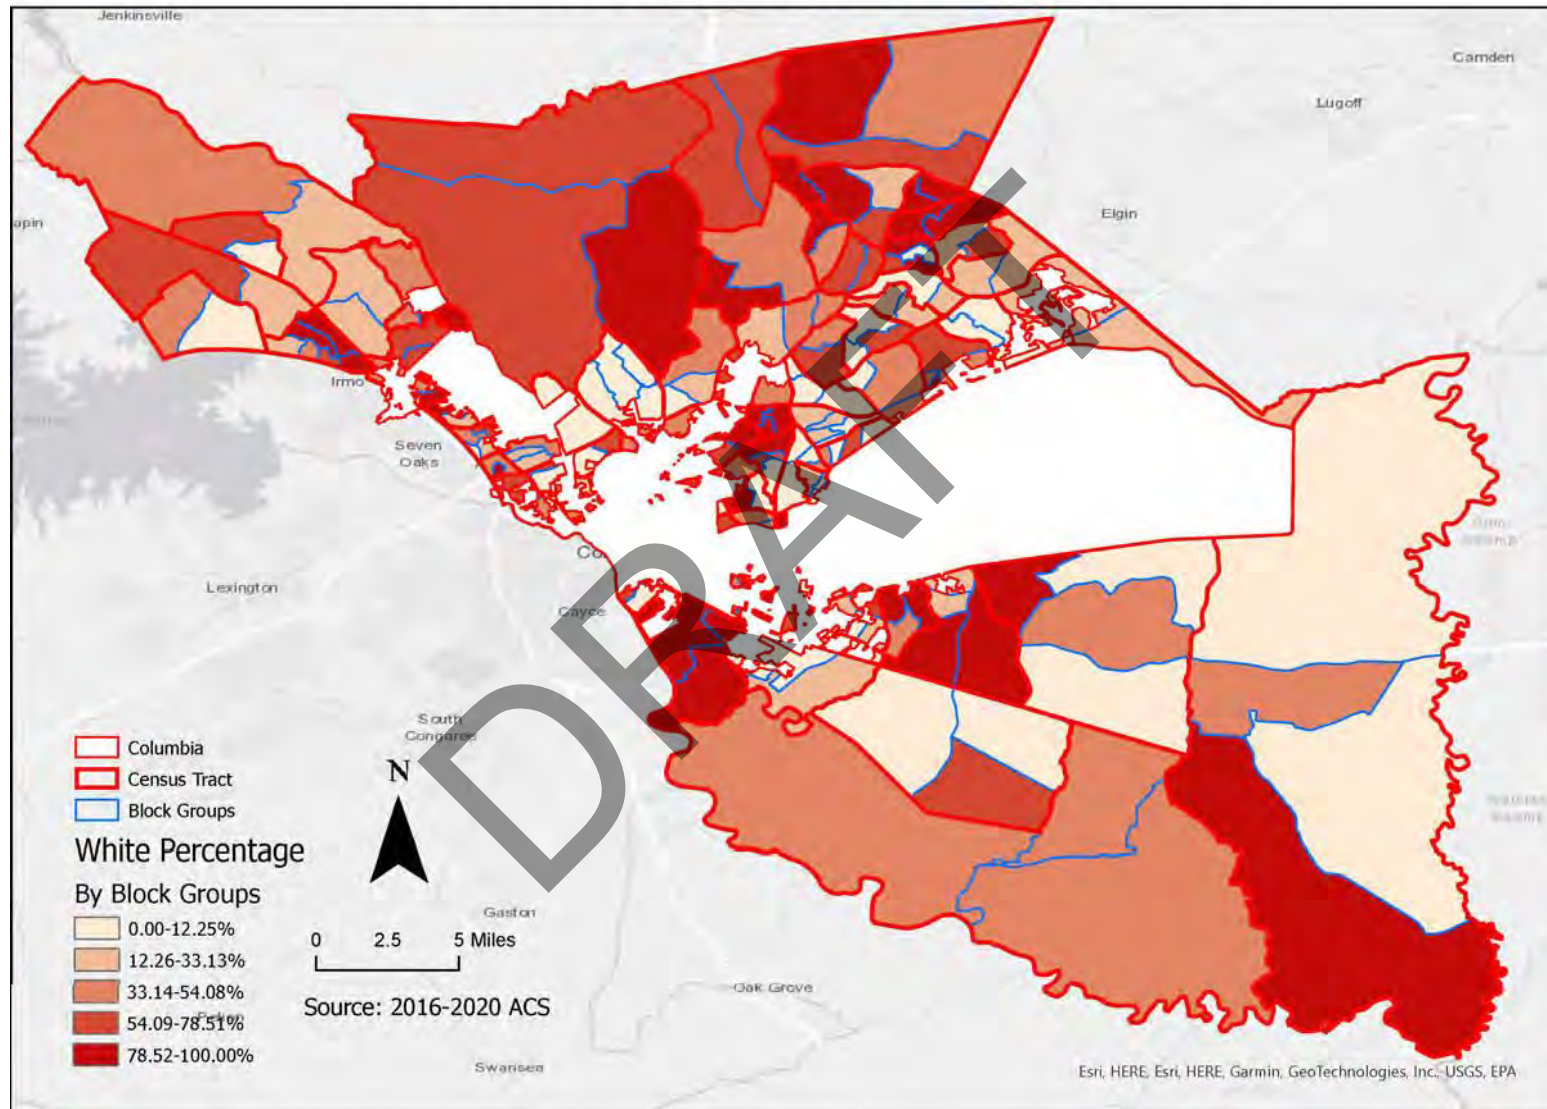 Jenkinsville
Camden
Lugoff
Elgin
apin
Irmo
Seven
Oaks
Lexington
Co
Cayce
South
Congaree
Columbia
Census Tract
Block Groups
N
White Percentage
By Block Groups
0.00-12.25%
12.26-33.13%
33.14-54.08%
54.09-78.51%
78.52-100.00%
0 2.5 5 Miles
Source: 2016-2020 ACS
Gaston
Oak Grove
Swansea
DRAFT
Esri, HERE, Esri, HERE, Garmin, GeoTechnologies, Inc., USGS, EPA